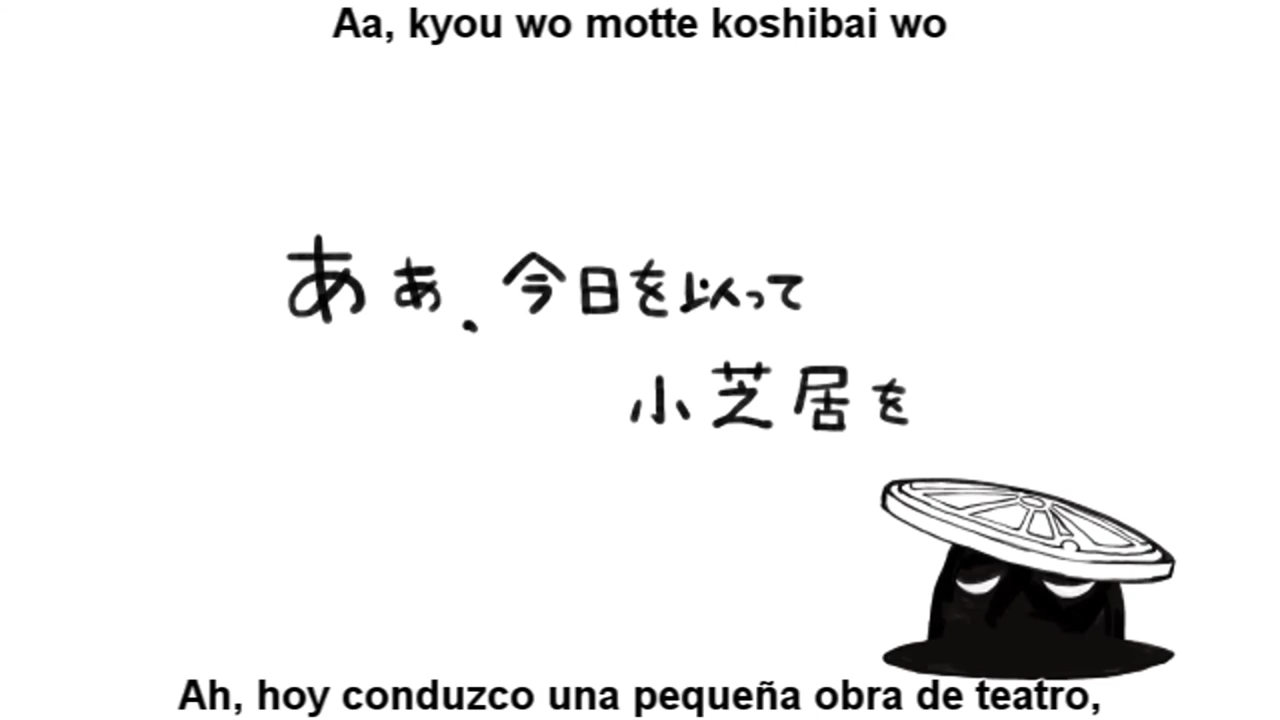 Aa, kyou wo motte koshibai wo
あぁ、今日を以って
小芝居を
Ah, hoy conduzco una pequeña obra de teatro,